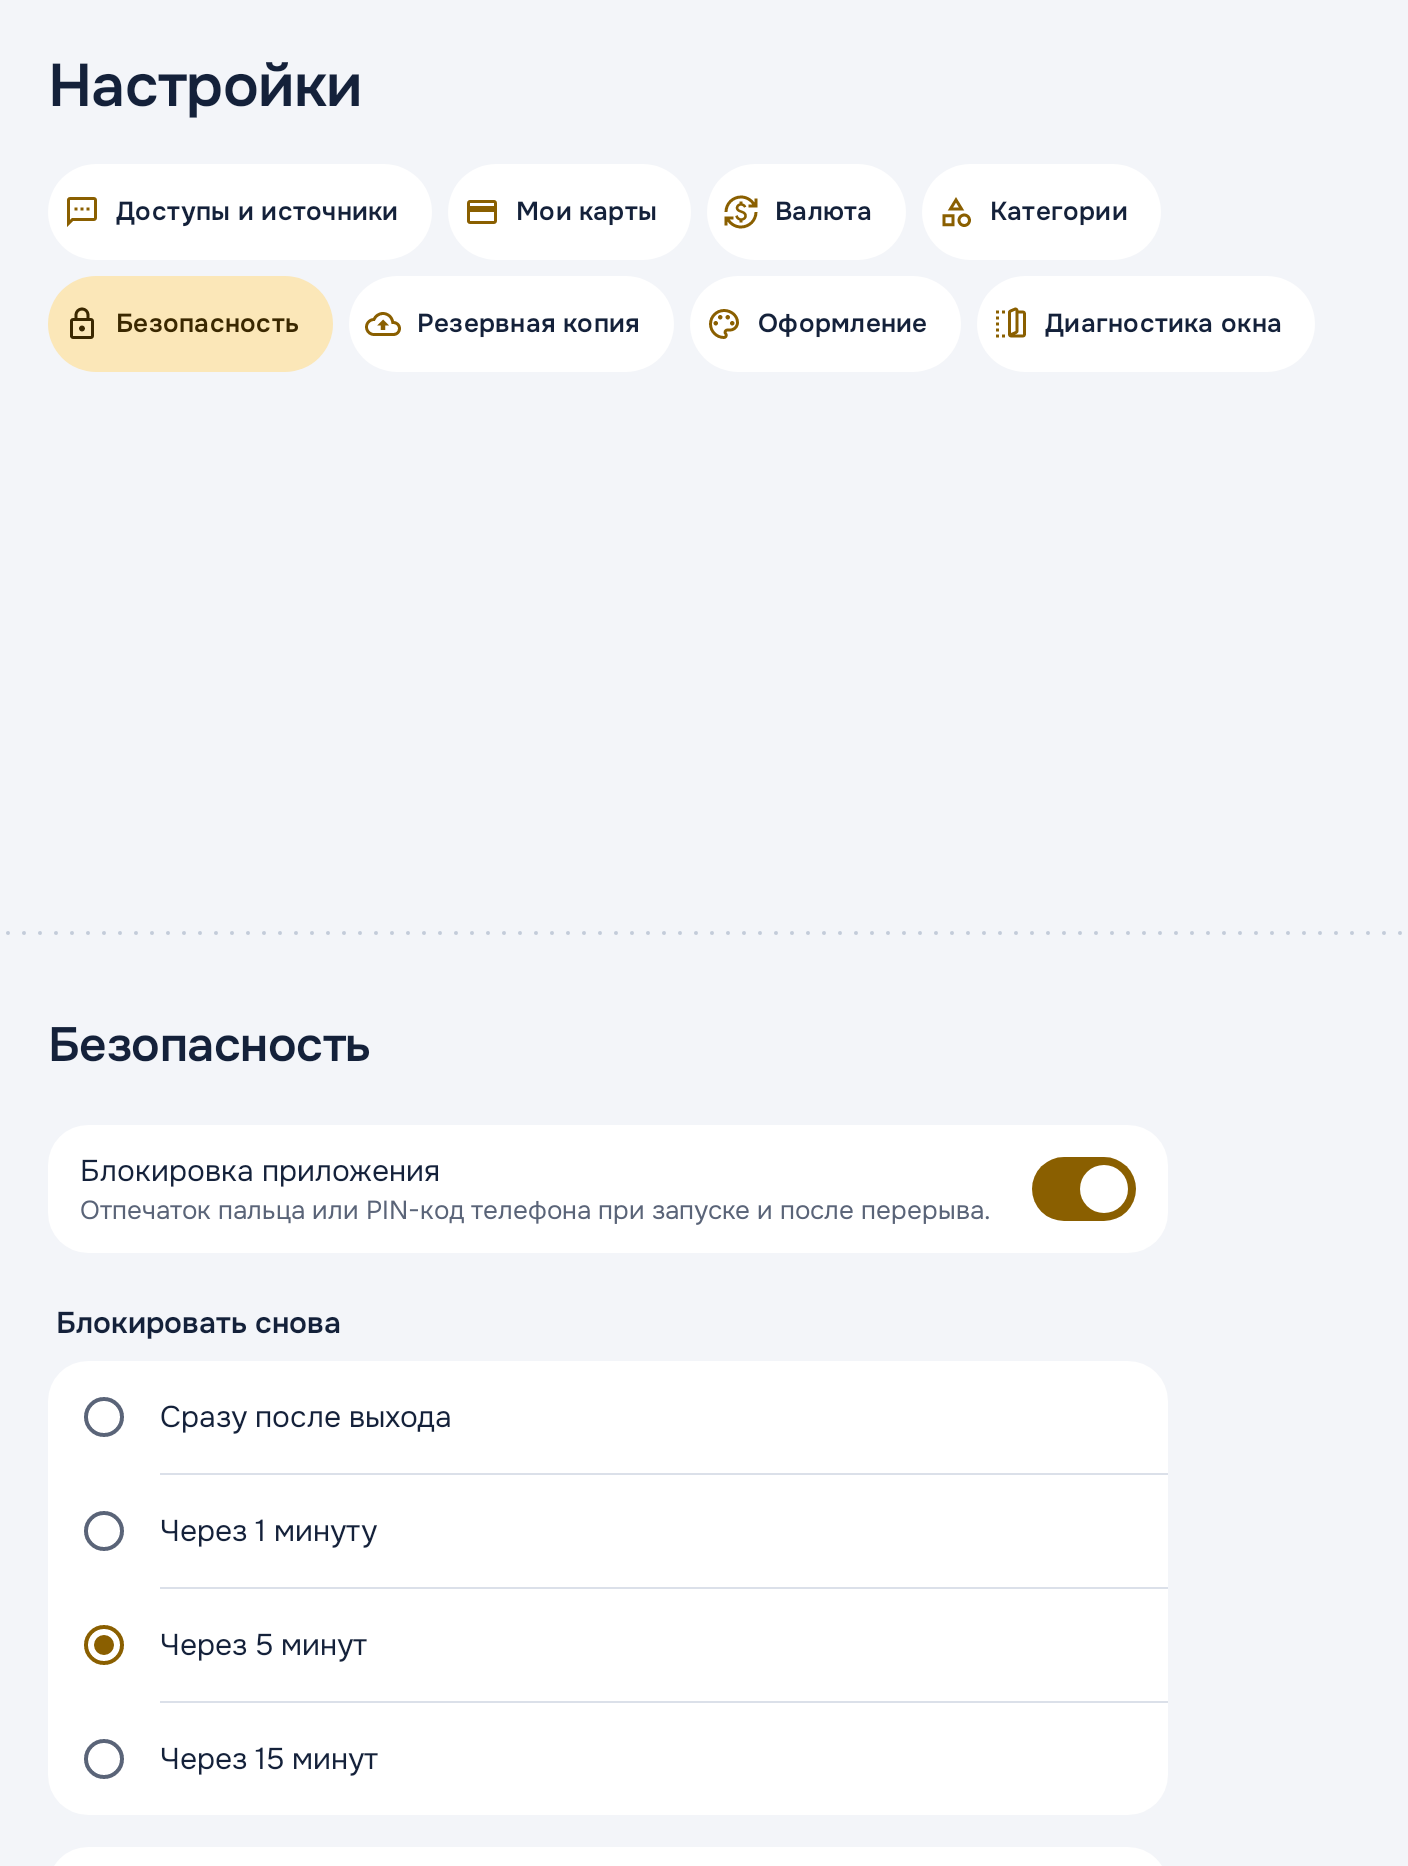 Настройки
Доступы и источники
Мои карты
Валюта
Категории
Безопасность
Резервная копия
Оформление
Диагностика окна
Безопасность
Блокировка приложения
Отпечаток пальца или PIN-код телефона при запуске и после перерыва.
Блокировать снова
Сразу после выхода
Через 1 минуту
Через 5 минут
Через 15 минут